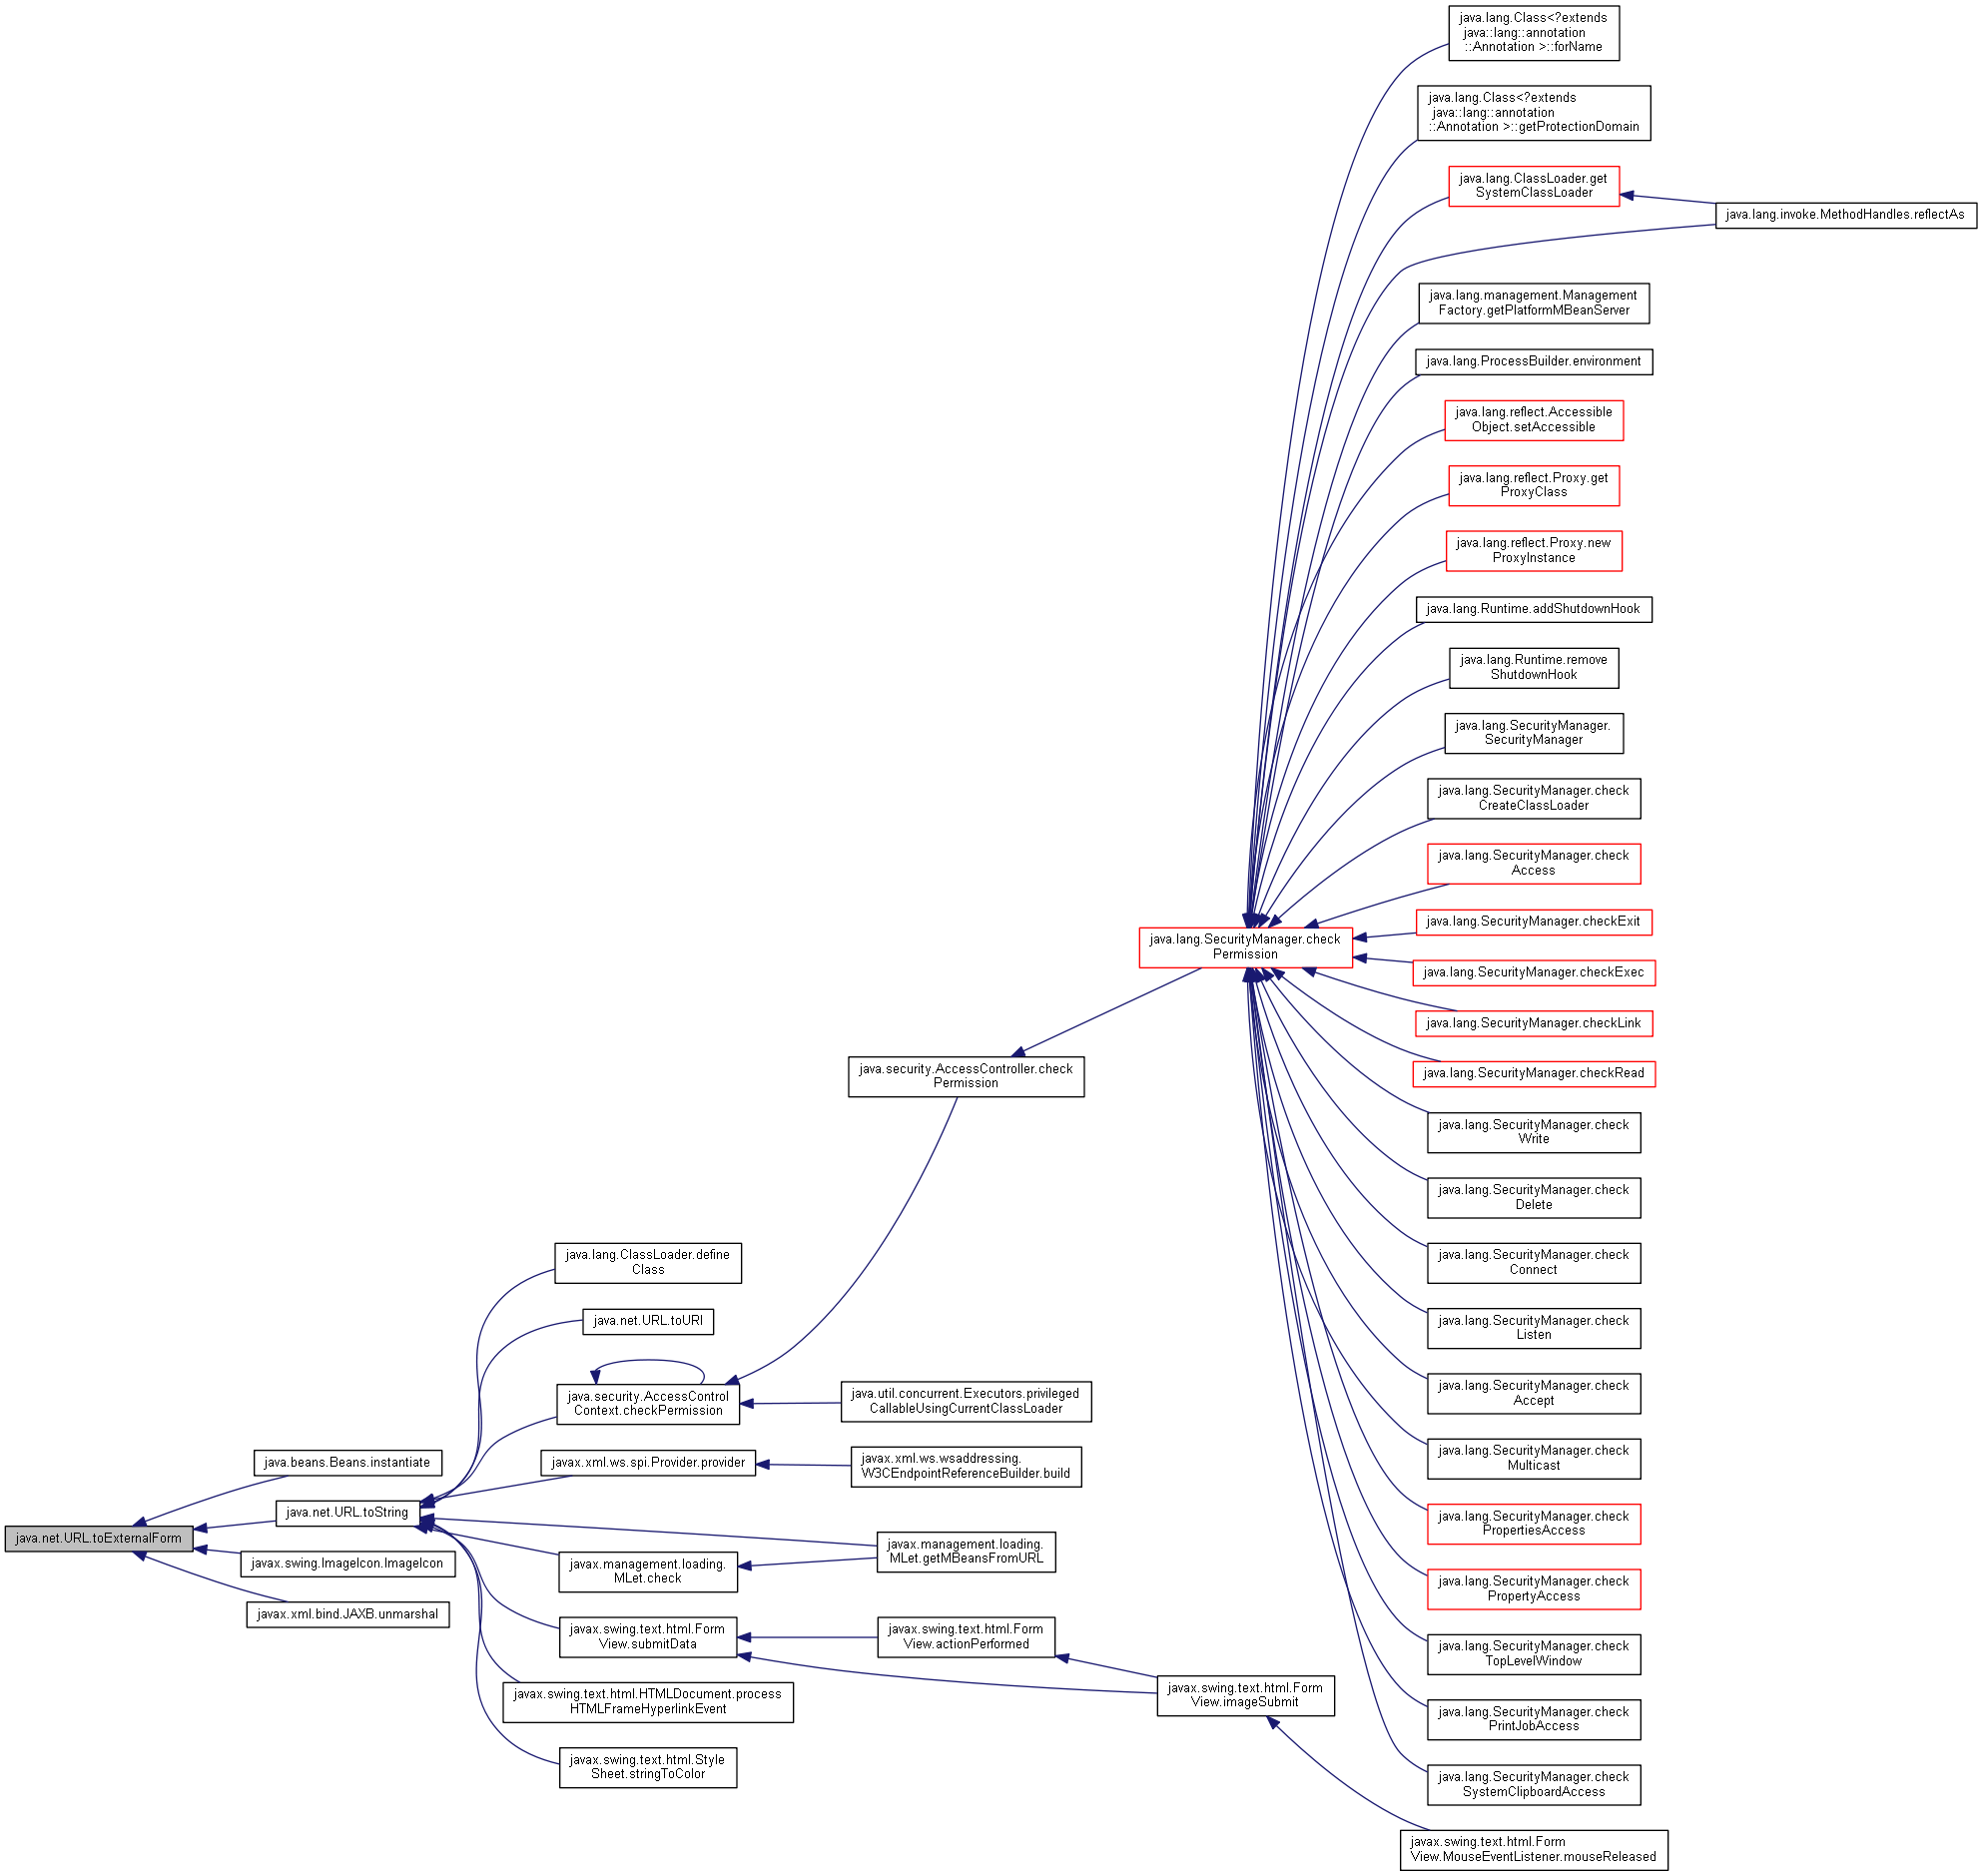 java.lang.Class<?extends
java::lang::annotation
::Annotation >::forName
java.lang.Class<?extends
java::lang::annotation
::Annotation >::getProtectionDomain
java.lang.ClassLoader.get
SystemClassLoader
java.lang.invoke.MethodHandles.reflectAs
java.lang.management.Management
Factory.getPlatformMBeanServer
java.lang.ProcessBuilder.environment
java.lang.reflect.Accessible
Object.setAccessible
java.lang.reflect.Proxy.get
ProxyClass
java.lang.reflect.Proxy.new
ProxyInstance
java.lang.Runtime.addShutdownHook
java.lang.Runtime.remove
ShutdownHook
java.lang.SecurityManager.
SecurityManager
java.lang.SecurityManager.check
CreateClassLoader
java.lang.SecurityManager.check
Access
java.lang.SecurityManager.checkExit
java.lang.SecurityManager.check
Permission
java.lang.SecurityManager.checkExec
java.lang.SecurityManager.checkLink
java.lang.SecurityManager.checkRead
java.security.AccessController.check
Permission
java.lang.SecurityManager.check
Write
java.lang.SecurityManager.check
Delete
java.lang.SecurityManager.check
Connect
java.lang.ClassLoader.define
Class
java.net.URL.toURI
java.lang.SecurityManager.check
Listen
java.security.AccessControl
Context.checkPermission
java.util.concurrent.Executors.privileged
CallableUsingCurrentClassLoader
java.lang.SecurityManager.check
Accept
java.beans.Beans.instantiate
javax.xml.ws.spi.Provider.provider
javax.xml.ws.wsaddressing.
W3CEndpointReferenceBuilder.build
java.lang.SecurityManager.check
Multicast
java.net.URL.toString
java.net.URL.toExternalForm
javax.management.loading.
MLet.getMBeansFromURL
java.lang.SecurityManager.check
PropertiesAccess
javax.swing.ImageIcon.ImageIcon
javax.management.loading.
MLet.check
java.lang.SecurityManager.check
PropertyAccess
javax.xml.bind.JAXB.unmarshal
javax.swing.text.html.Form
View.submitData
javax.swing.text.html.Form
View.actionPerformed
java.lang.SecurityManager.check
TopLevelWindow
javax.swing.text.html.HTMLDocument.process
HTMLFrameHyperlinkEvent
javax.swing.text.html.Form
View.imageSubmit
java.lang.SecurityManager.check
PrintJobAccess
javax.swing.text.html.Style
Sheet.stringToColor
java.lang.SecurityManager.check
SystemClipboardAccess
javax.swing.text.html.Form
View.MouseEventListener.mouseReleased